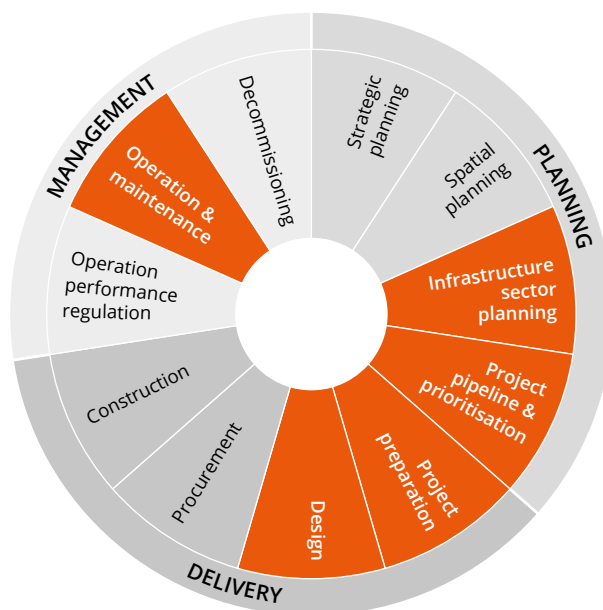 PLANNING
Strategic
planning
Spatial
planning
Infrastructure
sector
planning
Project
pipeline &
prioritisation
DELIVERY
Project
preparation
Design
Procurement
Construction
MANAGEMENT
Operation
performance
regulation
Operation &
maintenance
Decommissioning